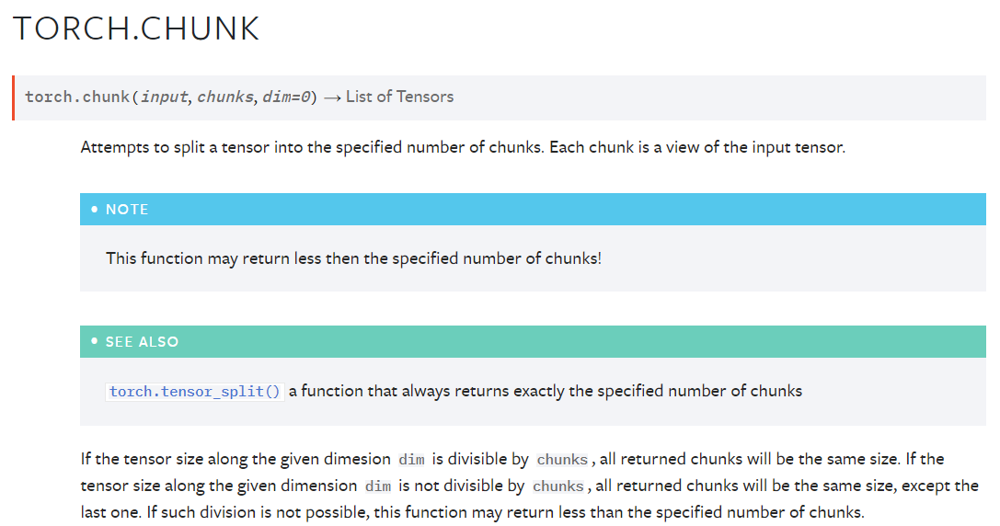 TORCH.CHUNK
torch.chunk(input, chunks, dim=0) → List of Tensors
Attempts to split a tensor into the specified number of chunks. Each chunk is a view of the input tensor.
• NOTE
This function may return less then the specified number of chunks!
• SEE ALSO
torch.tensor_split() a function that always returns exactly the specified number of chunks
If the tensor size along the given dimesion dim is divisible by chunks, all returned chunks will be the same size. If the
tensor size along the given dimension dim is not divisible by chunks, all returned chunks will be the same size, except the
last one. If such division is not possible, this function may return less than the specified number of chunks.